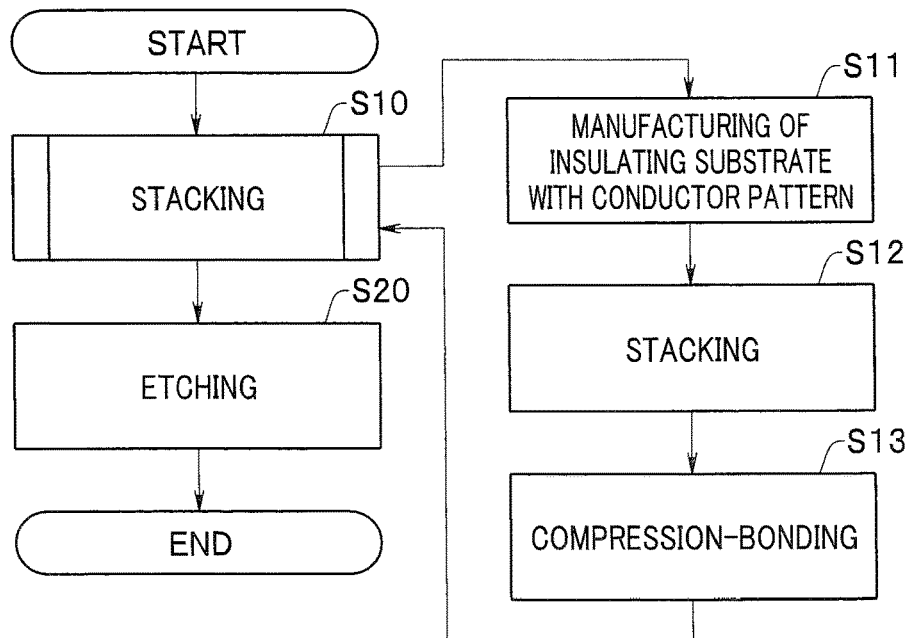 START
S10
STACKING
S20
ETCHING
END
S11
MANUFACTURING OF
INSULATING SUBSTRATE
WITH CONDUCTOR PATTERN
S12
STACKING
S13
COMPRESSION-BONDING